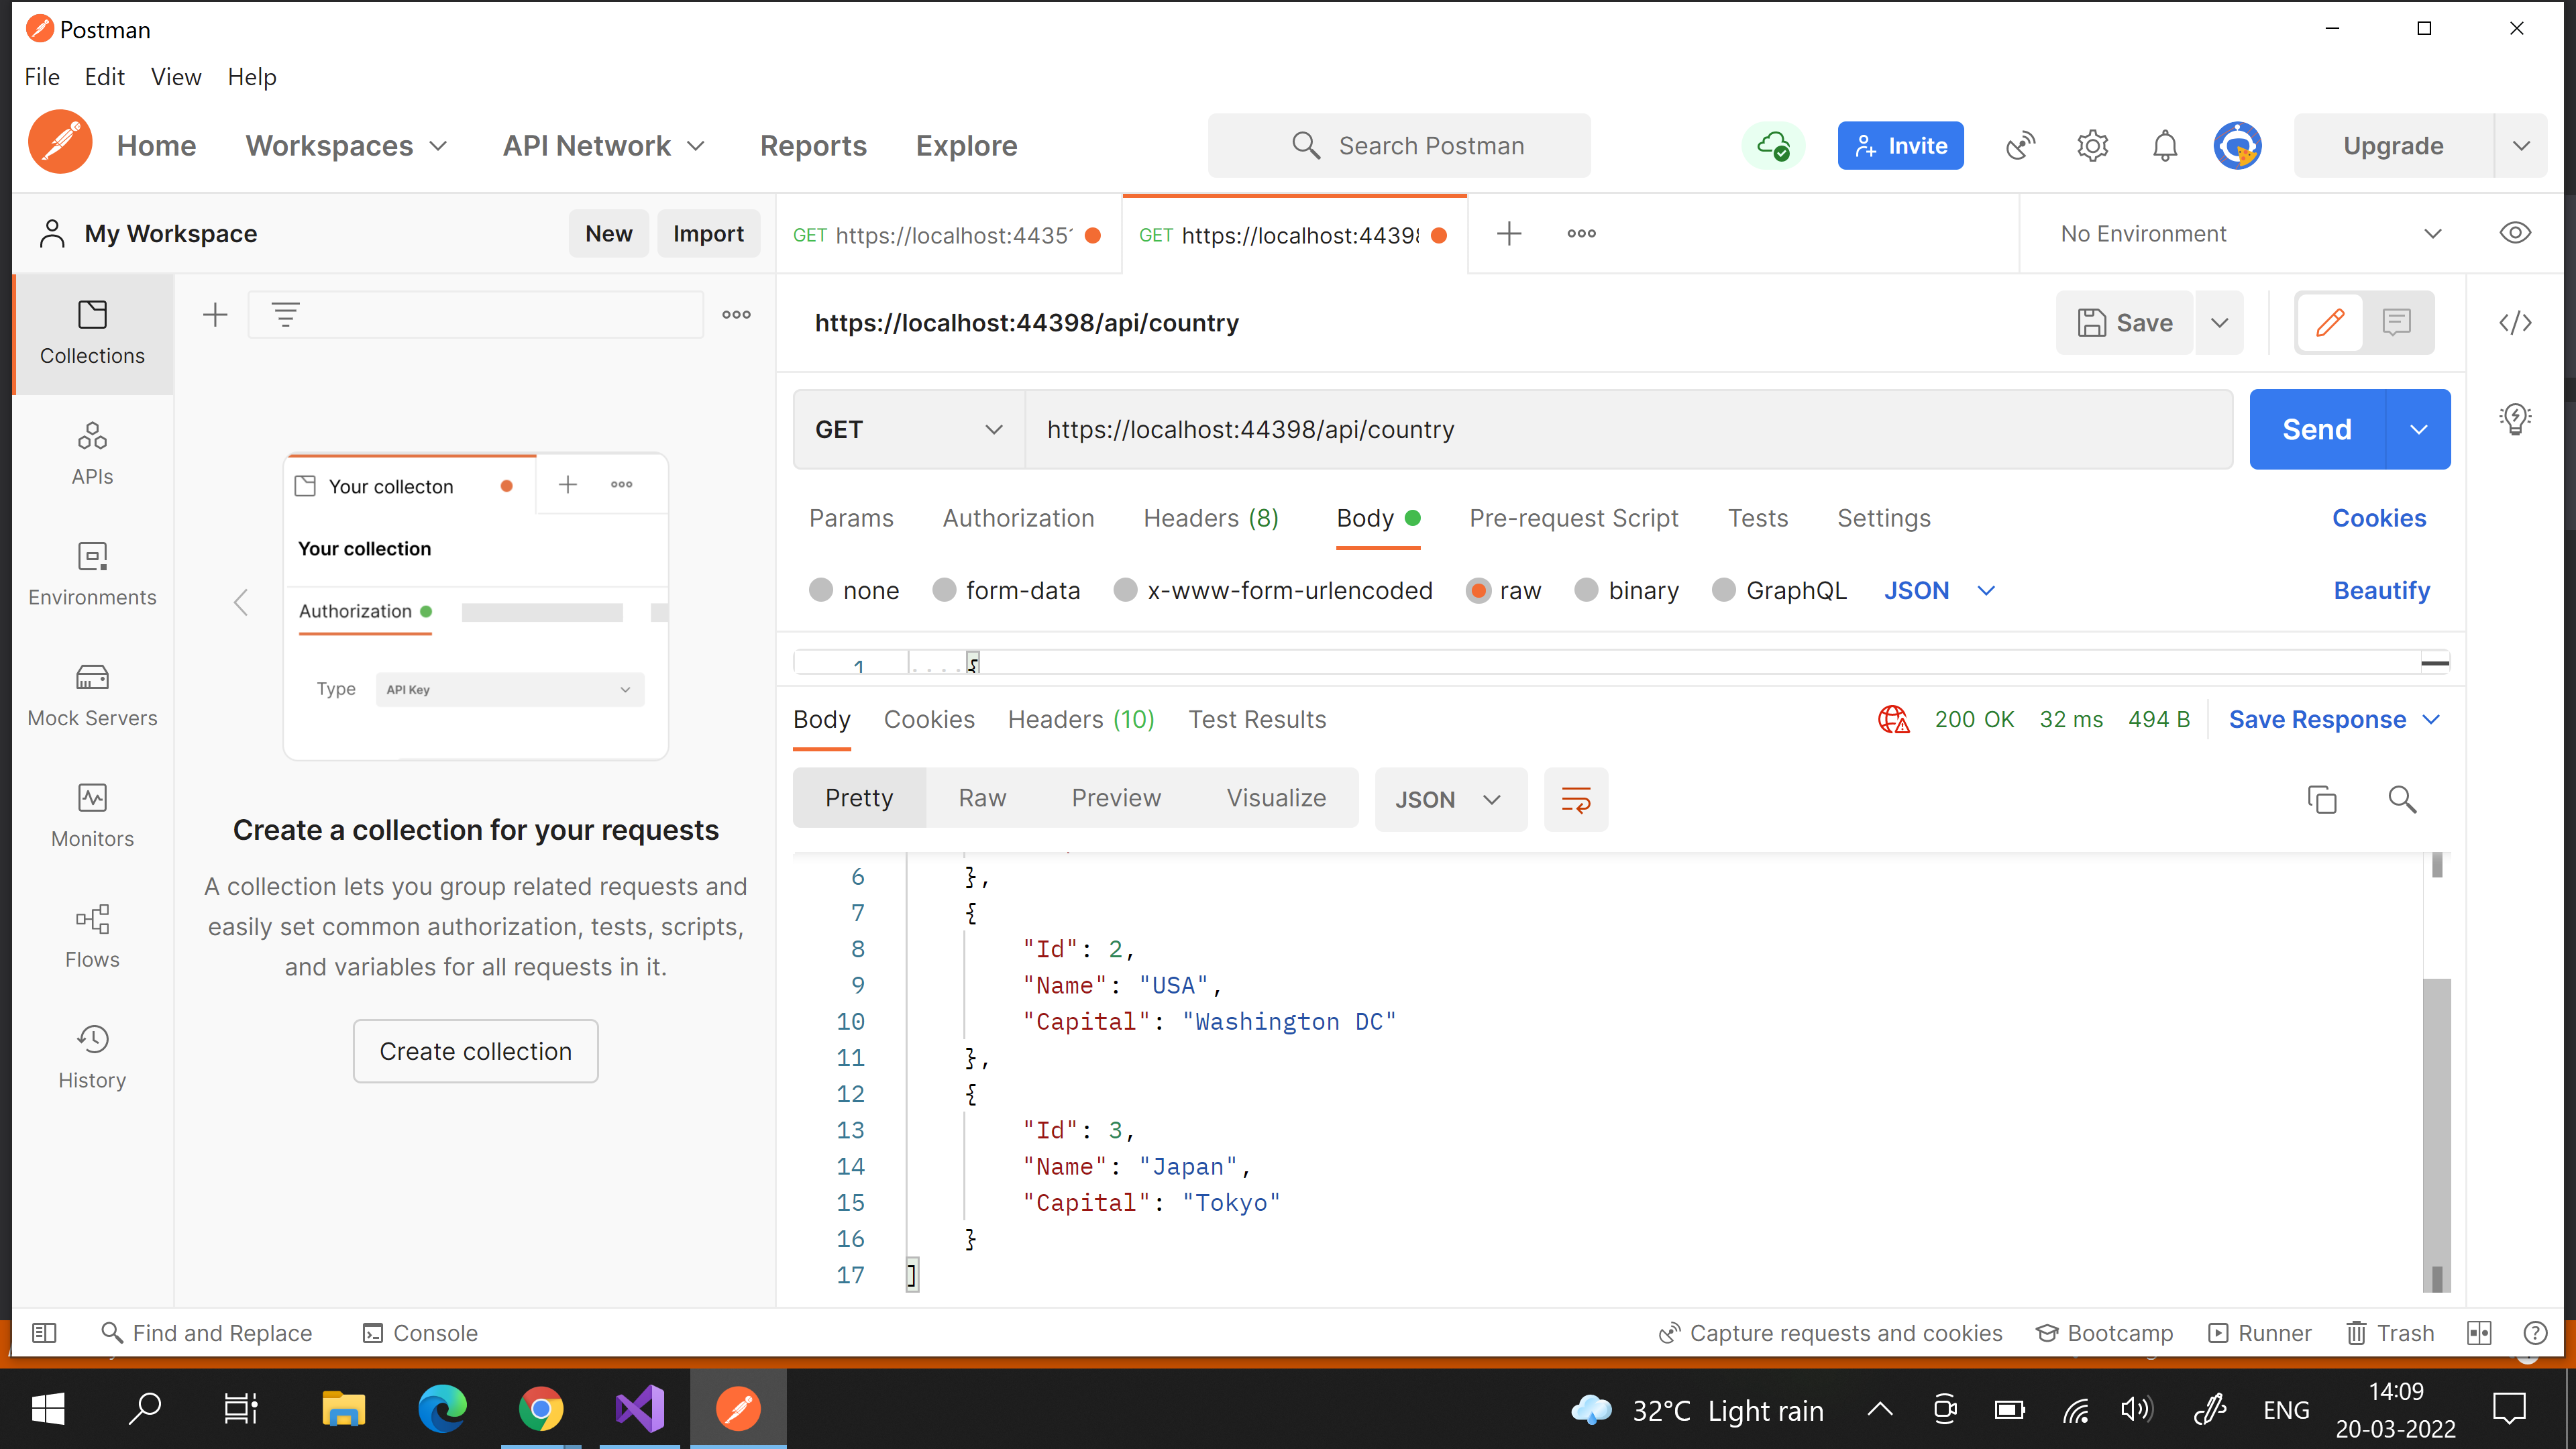 Postman
File Edit View Help
Home Workspaces API Network Reports Explore Search Postman Invite Upgrade
My Workspace New Import GET https://localhost:4435 GET https://localhost:4439 No Environment
https://localhost:44398/api/country Save
Collections
GET https://localhost:44398/api/country Send
APIs
Your collecton
Your collection
Params Authorization Headers (8) Body Pre-request Script Tests Settings Cookies
Environments
none form-data x-www-form-urlencoded raw binary GraphQL JSON Beautify
Authorization
1 {
Type API Key
Mock Servers
Body Cookies Headers (10) Test Results 200 OK 32 ms 494 B Save Response
Pretty Raw Preview Visualize JSON
Monitors
Create a collection for your requests
A collection lets you group related requests and
easily set common authorization, tests, scripts,
and variables for all requests in it.
Flows
Create collection
History
6 },
7 {
8 "Id": 2,
9 "Name": "USA",
10 "Capital": "Washington DC"
11 },
12 {
13 "Id": 3,
14 "Name": "Japan",
15 "Capital": "Tokyo"
16 }
17 ]
Find and Replace Console Capture requests and cookies Bootcamp Runner Trash
32°C Light rain ENG 14:09
20-03-2022